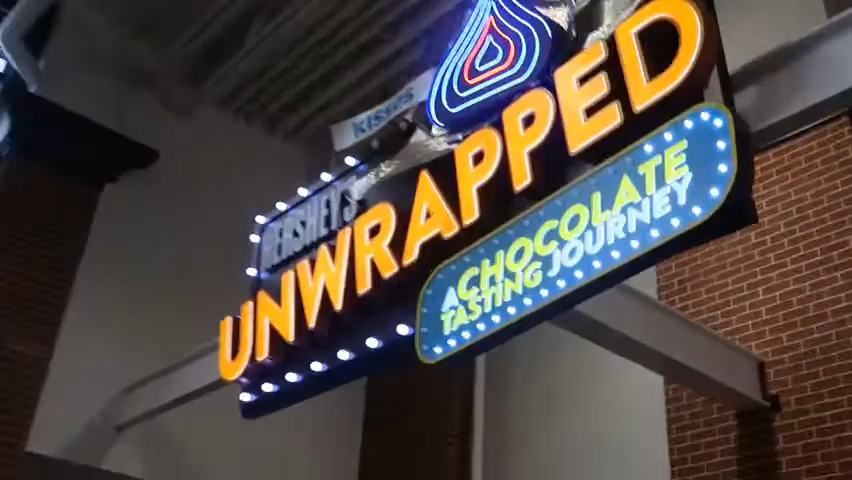 KISSES
HERSHEY'S
UNWRAPPED
A CHOCOLATE
TASTING JOURNEY